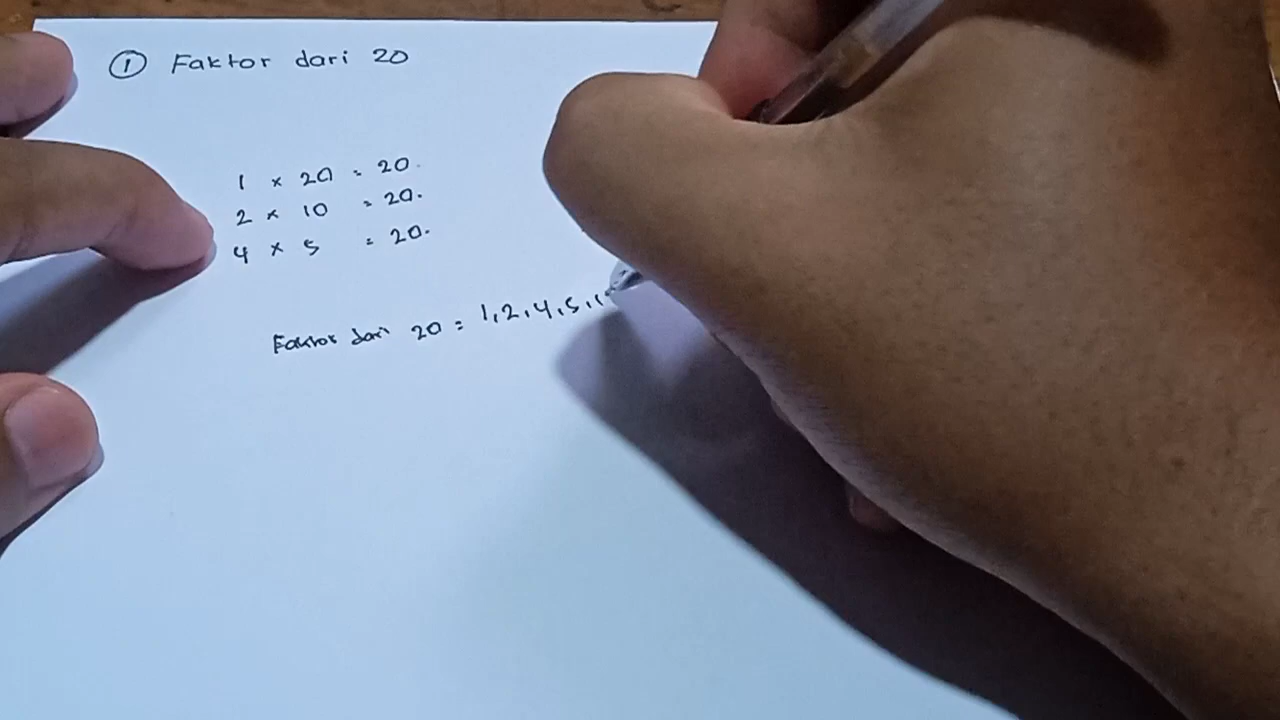 ① Faktor dari 20
1 × 20 = 20.
2 × 10 = 20.
4 × 5 = 20.
Faktor dari 20 = 1, 2, 4, 5, 1